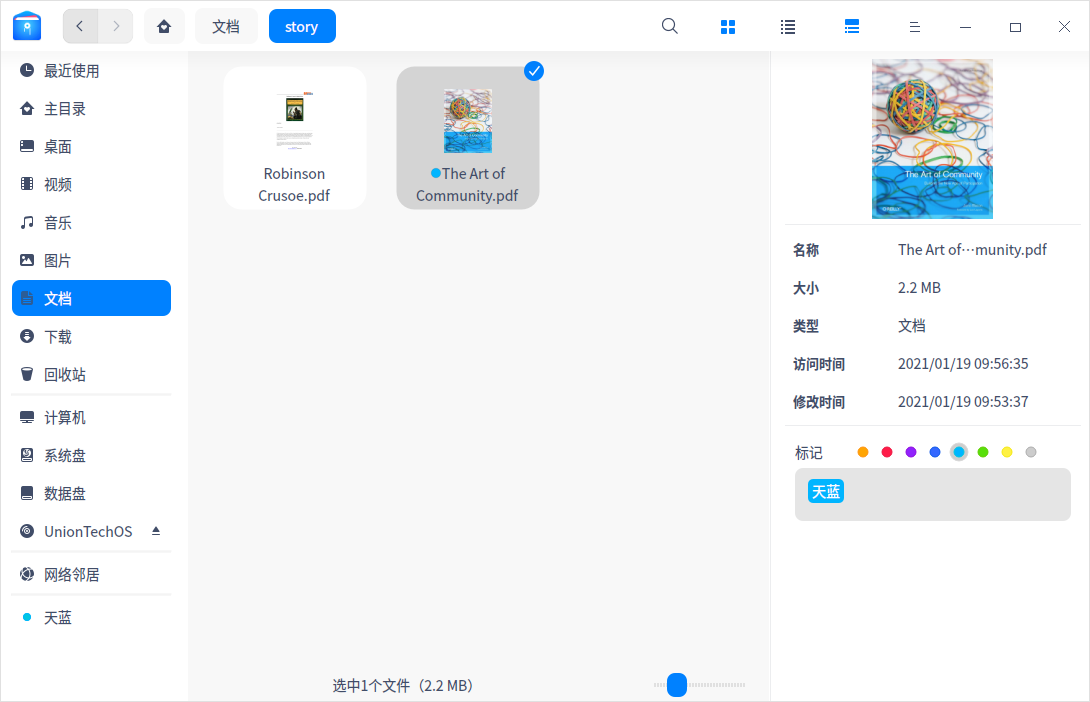 文档
story
最近使用
主目录
桌面
视频
音乐
图片
文档
下载
回收站
计算机
系统盘
数据盘
UnionTechOS
网络邻居
天蓝
Robinson
Crusoe.pdf
The Art of
Community.pdf
选中1个文件（2.2 MB）
The Art of Community
名称 The Art of···munity.pdf
大小 2.2 MB
类型 文档
访问时间 2021/01/19 09:56:35
修改时间 2021/01/19 09:53:37
标记
天蓝